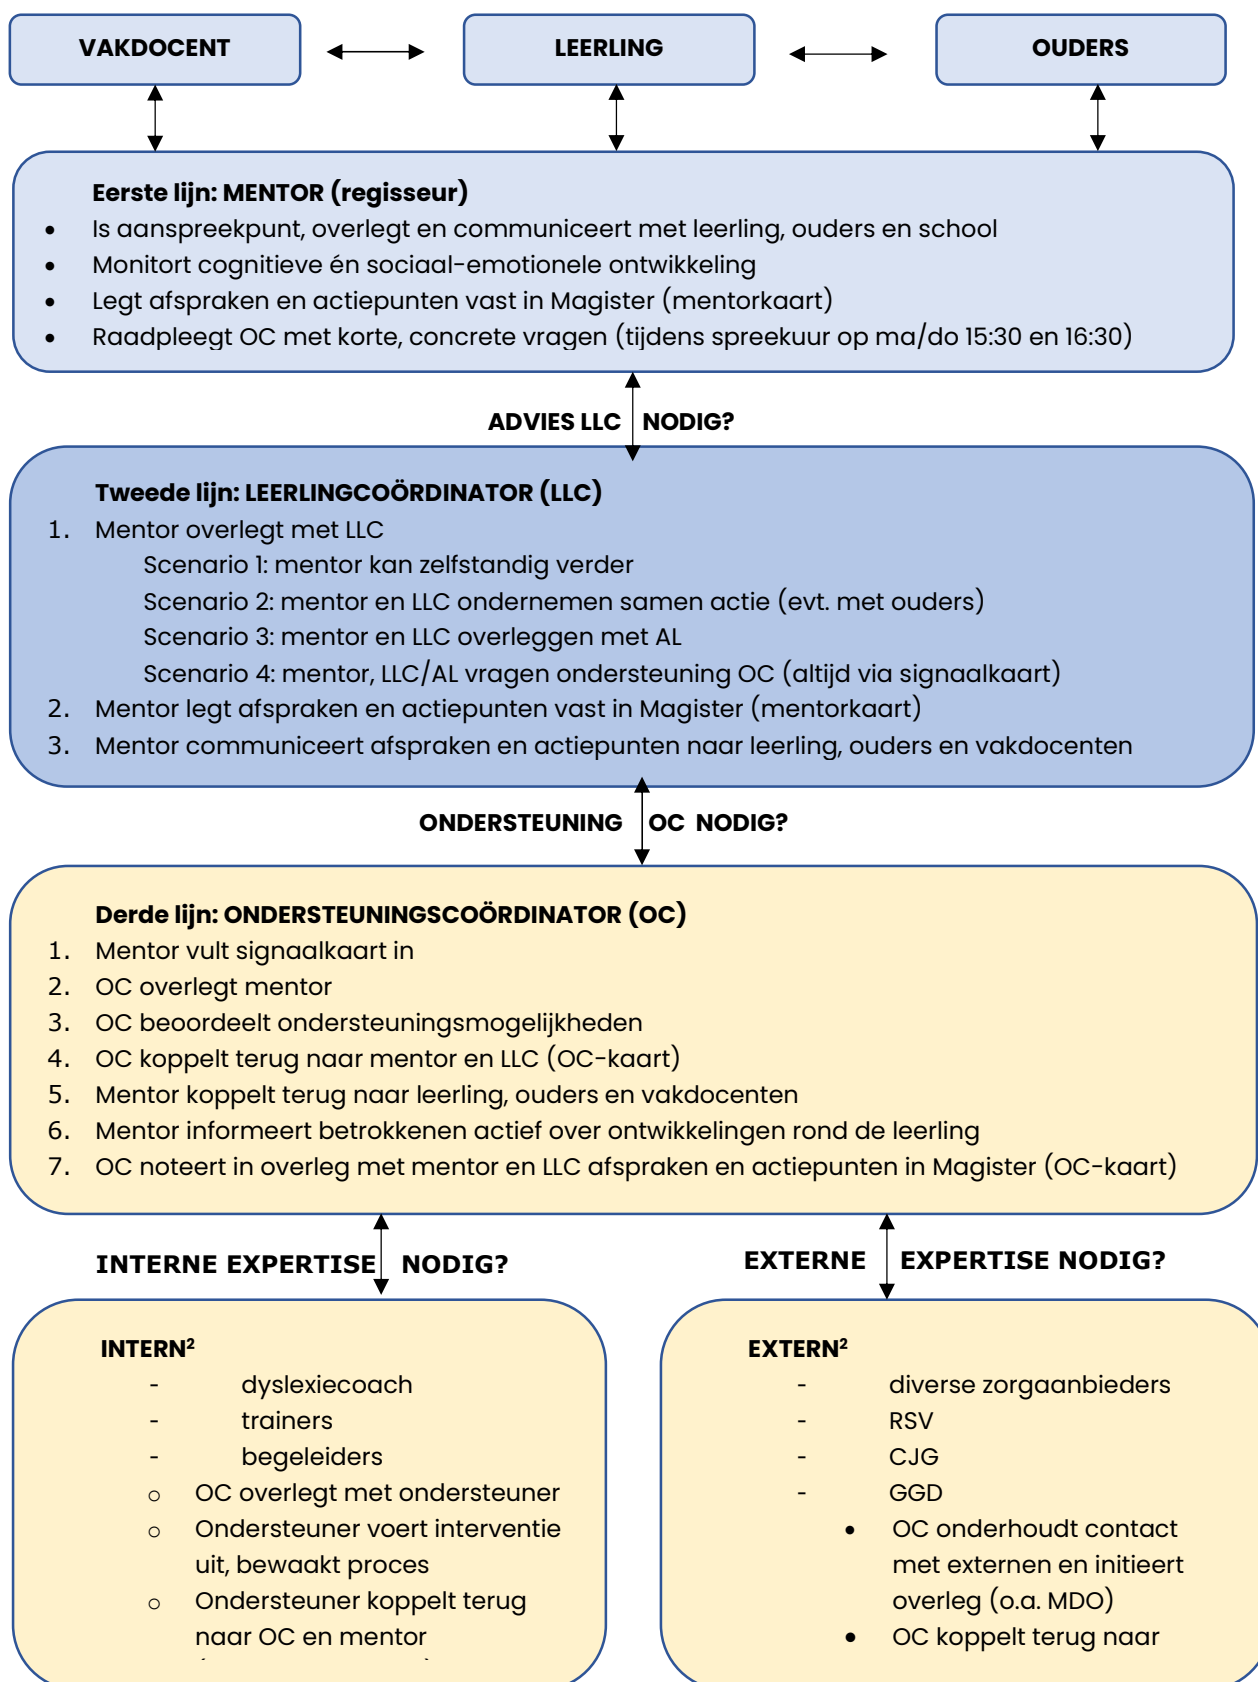 VAKDOCENT
LEERLING
OUDERS
Eerste lijn: MENTOR (regisseur)
• Is aanspreekpunt, overlegt en communiceert met leerling, ouders en school
• Monitort cognitieve én sociaal-emotionele ontwikkeling
• Legt afspraken en actiepunten vast in Magister (mentorkaart)
• Raadpleegt OC met korte, concrete vragen (tijdens spreekuur op ma/do 15:30 en 16:30)
ADVIES LLC NODIG?
Tweede lijn: LEERLINGCOÖRDINATOR (LLC)
1. Mentor overlegt met LLC
Scenario 1: mentor kan zelfstandig verder
Scenario 2: mentor en LLC ondernemen samen actie (evt. met ouders)
Scenario 3: mentor en LLC overleggen met AL
Scenario 4: mentor, LLC/AL vragen ondersteuning OC (altijd via signaalkaart)
2. Mentor legt afspraken en actiepunten vast in Magister (mentorkaart)
3. Mentor communiceert afspraken en actiepunten naar leerling, ouders en vakdocenten
ONDERSTEUNING OC NODIG?
Derde lijn: ONDERSTEUNINGSCOÖRDINATOR (OC)
1. Mentor vult signaalkaart in
2. OC overlegt mentor
3. OC beoordeelt ondersteuningsmogelijkheden
4. OC koppelt terug naar mentor en LLC (OC-kaart)
5. Mentor koppelt terug naar leerling, ouders en vakdocenten
6. Mentor informeert betrokkenen actief over ontwikkelingen rond de leerling
7. OC noteert in overleg met mentor en LLC afspraken en actiepunten in Magister (OC-kaart)
INTERNE EXPERTISE NODIG?
EXTERNE EXPERTISE NODIG?
INTERN²
- dyslexiecoach
- trainers
- begeleiders
o OC overlegt met ondersteuner
o Ondersteuner voert interventie
uit, bewaakt proces
o Ondersteuner koppelt terug
naar OC en mentor
EXTERN²
- diverse zorgaanbieders
- RSV
- CJG
- GGD
• OC onderhoudt contact
met externen en initieert
overleg (o.a. MDO)
• OC koppelt terug naar